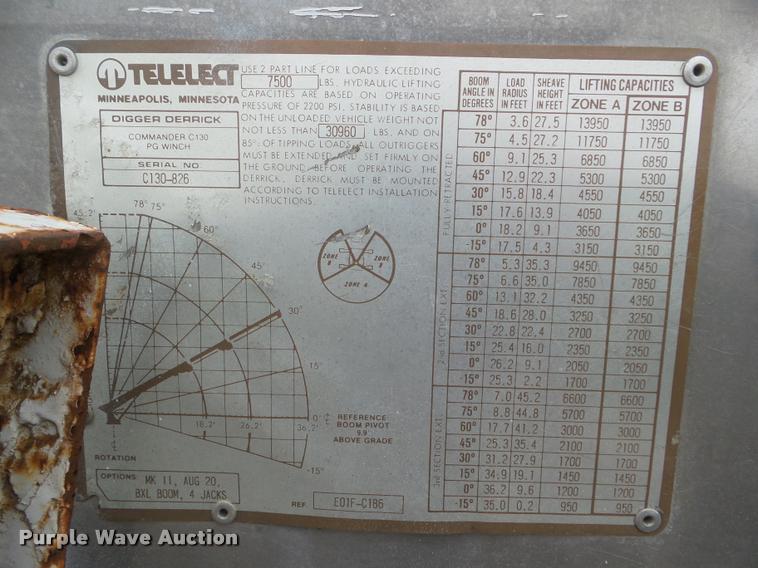 TELELECT
MINNEAPOLIS, MINNESOTA
DIGGER DERRICK
COMMANDER C130
PG WINCH
SERIAL NO
C130-826
USE 2 PART LINE FOR LOADS EXCEEDING
7500 LBS. HYDRAULIC LIFTING
CAPACITIES ARE BASED ON OPERATING
PRESSURE OF 2200 PSI. STABILITY IS BASED
ON THE UNLOADED VEHICLE WEIGHT NOT
NOT LESS THAN 30960 LBS. AND ON
85% OF TIPPING LOADS. ALL OUTRIGGERS
MUST BE EXTENDED AND SET FIRMLY ON
THE GROUND BEFORE OPERATING THE
DERRICK. DERRICK MUST BE MOUNTED
ACCORDING TO TELELECT INSTALLATION
INSTRUCTIONS.
45.2'
78° 75°
60°
45°
30°
15°
0°
-15°
18.2' 26.2' 36.2'
ROTATION
ZONE B ZONE B
ZONE A
REFERENCE
BOOM PIVOT
9.9'
ABOVE GRADE
OPTIONS: MK 11, AUG 20,
BXL BOOM, 4 JACKS
REF. E01F-C186
BOOM ANGLE IN DEGREES LOAD RADIUS IN FEET SHEAVE HEIGHT IN FEET LIFTING CAPACITIES
ZONE A ZONE B
FULLY RETRACTED
78° 3.6 27.5 13950 13950
75° 4.5 27.2 11750 11750
60° 9.1 25.3 6850 6850
45° 12.9 22.3 5300 5300
30° 15.8 18.4 4550 4550
15° 17.6 13.9 4050 4050
0° 18.2 9.1 3650 3650
-15° 17.5 4.3 3150 3150
2nd SECTION EXT.
78° 5.3 35.3 9450 9450
75° 6.6 35.0 7850 7850
60° 13.1 32.2 4350 4350
45° 18.6 28.0 3250 3250
30° 22.8 22.4 2700 2700
15° 25.4 16.0 2350 2350
0° 26.2 9.1 2050 2050
-15° 25.3 2.2 1700 1700
3rd SECTION EXT.
78° 7.0 45.2 6600 6600
75° 8.8 44.8 5700 5700
60° 17.7 41.2 3000 3000
45° 25.3 35.4 2100 2100
30° 31.2 27.9 1700 1700
15° 34.9 19.1 1450 1450
0° 36.2 9.6 1200 1200
-15° 35.0 0.2 950 950
Purple Wave Auction